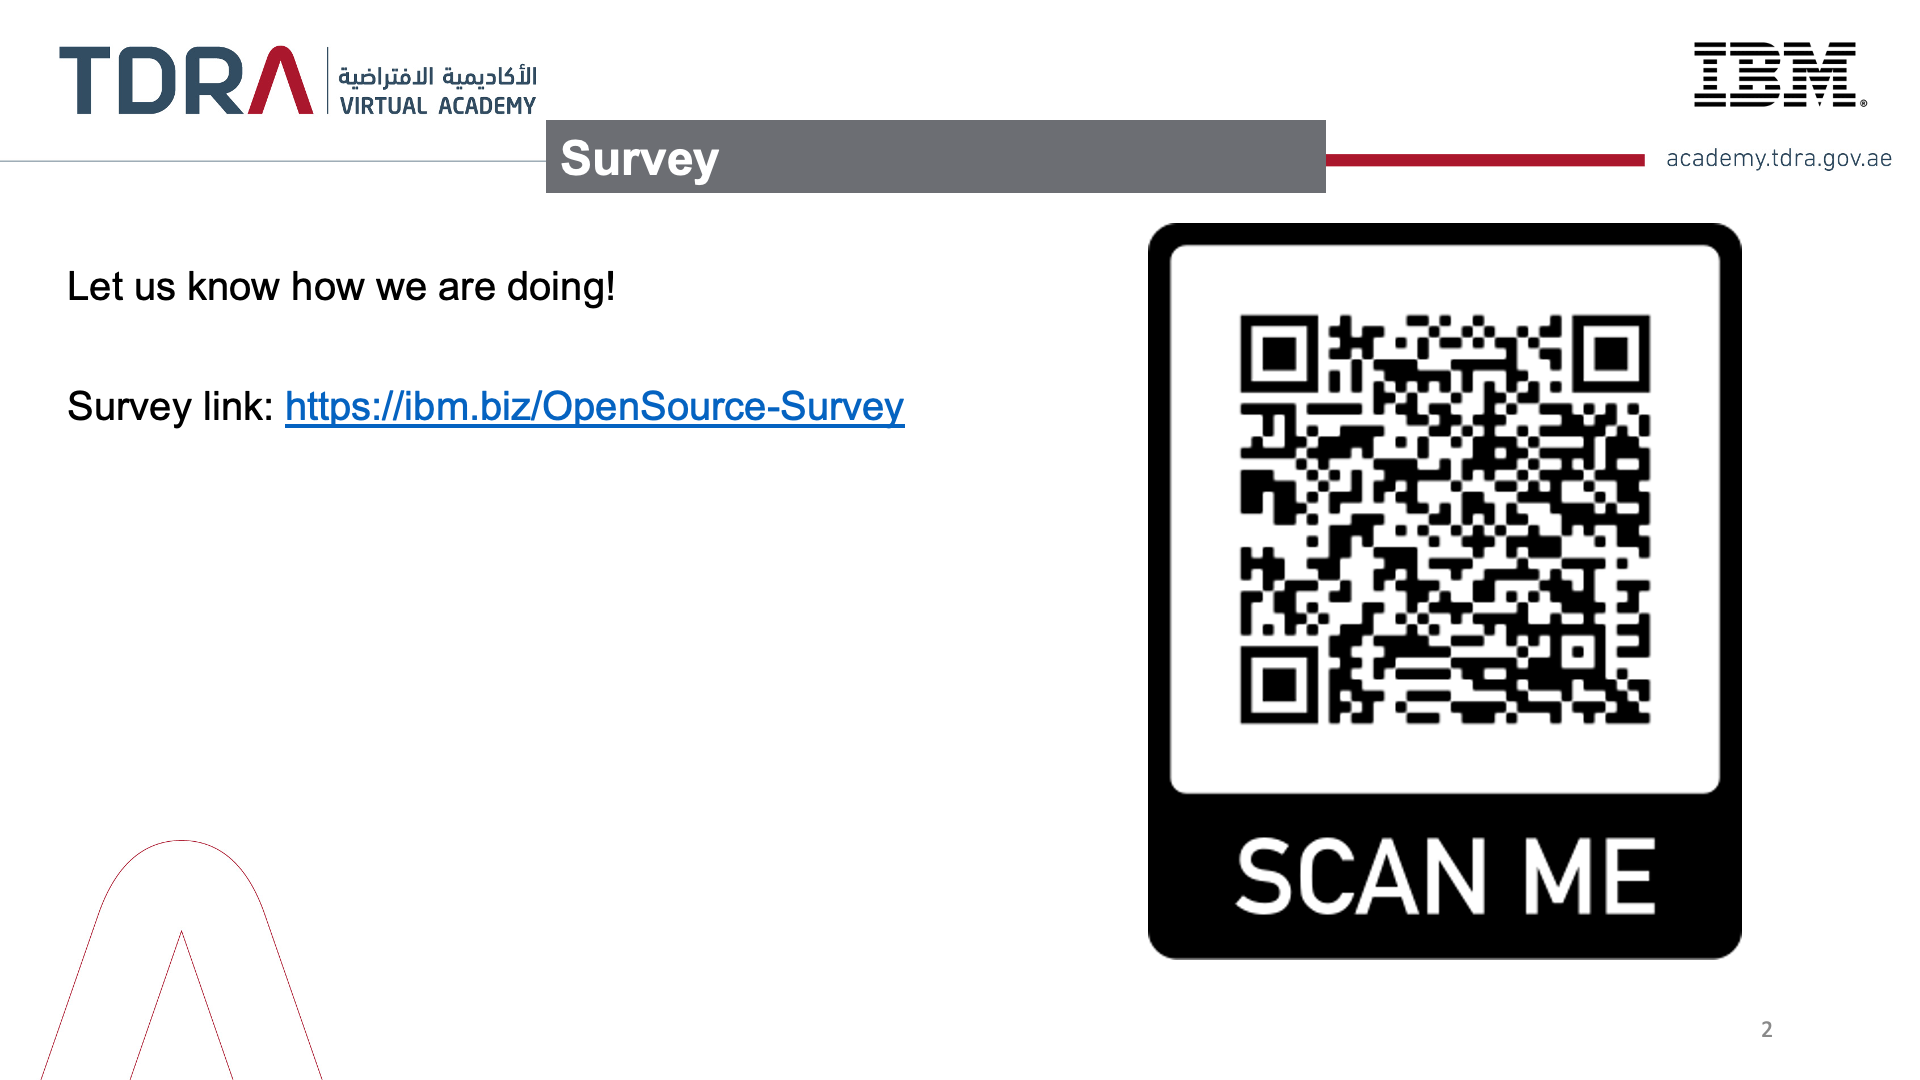 TDRA
الأكاديمية الافتراضية
VIRTUAL ACADEMY
IBM®
Survey
academy.tdra.gov.ae
Let us know how we are doing!
Survey link: https://ibm.biz/OpenSource-Survey
SCAN ME
2